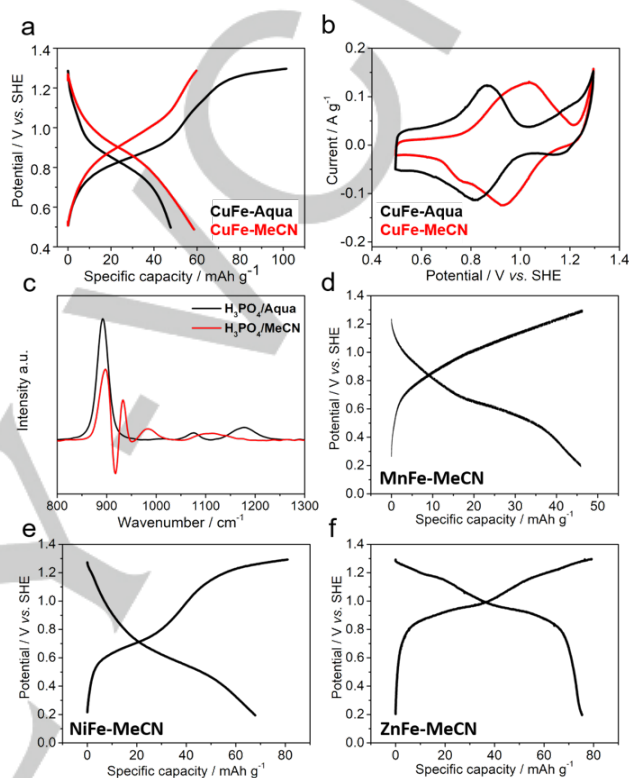 a
Potential / V vs. SHE
1.4
1.2
1.0
0.8
0.6
0.4
0 20 40 60 80 100
Specific capacity / mAh g-1
CuFe-Aqua
CuFe-MeCN
b
Current / A g-1
0.2
0.1
0.0
-0.1
-0.2
0.4 0.6 0.8 1.0 1.2 1.4
Potential / V vs. SHE
CuFe-Aqua
CuFe-MeCN
c
Intensity a.u.
H3PO4/Aqua
H3PO4/MeCN
800 900 1000 1100 1200 1300
Wavenumber / cm-1
d
Potential / V vs. SHE
1.4
1.2
1.0
0.8
0.6
0.4
0.2
0.0
MnFe-MeCN
0 10 20 30 40 50
Specific capacity / mAh g-1
e
Potential / V vs. SHE
1.4
1.2
1.0
0.8
0.6
0.4
0.2
0.0
NiFe-MeCN
0 20 40 60 80
Specific capacity / mAh g-1
f
Potential / V vs. SHE
1.4
1.2
1.0
0.8
0.6
0.4
0.2
0.0
ZnFe-MeCN
0 20 40 60 80
Specific capacity / mAh g-1